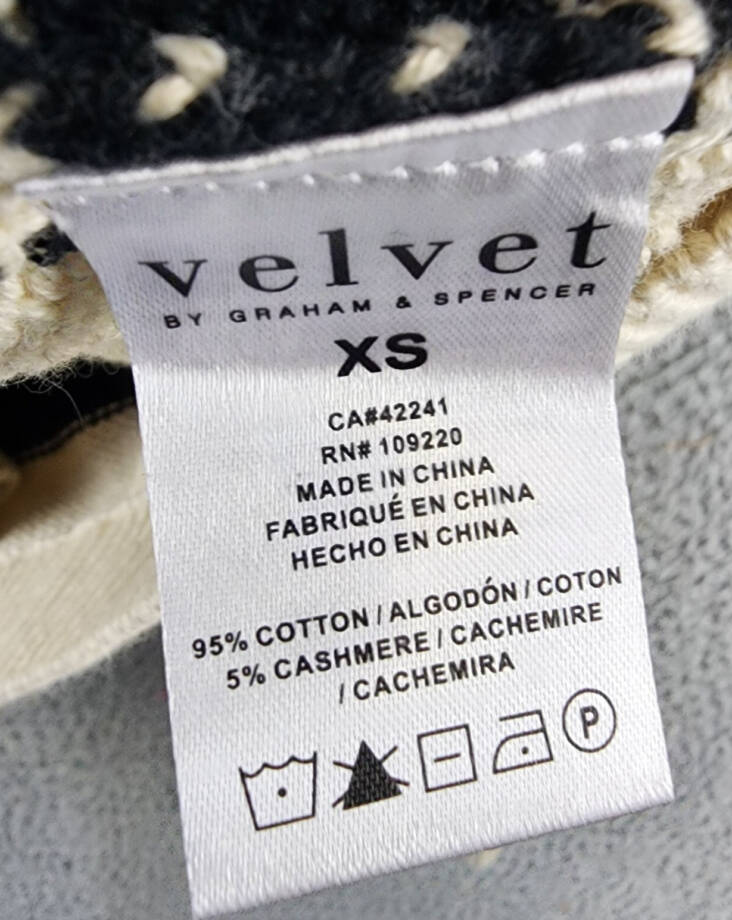 velvet
BY GRAHAM & SPENCER
XS
CA#42241
RN# 109220
MADE IN CHINA
FABRIQUÉ EN CHINA
HECHO EN CHINA
95% COTTON / ALGODÓN / COTON
5% CASHMERE / CACHEMIRE
/ CACHEMIRA
P